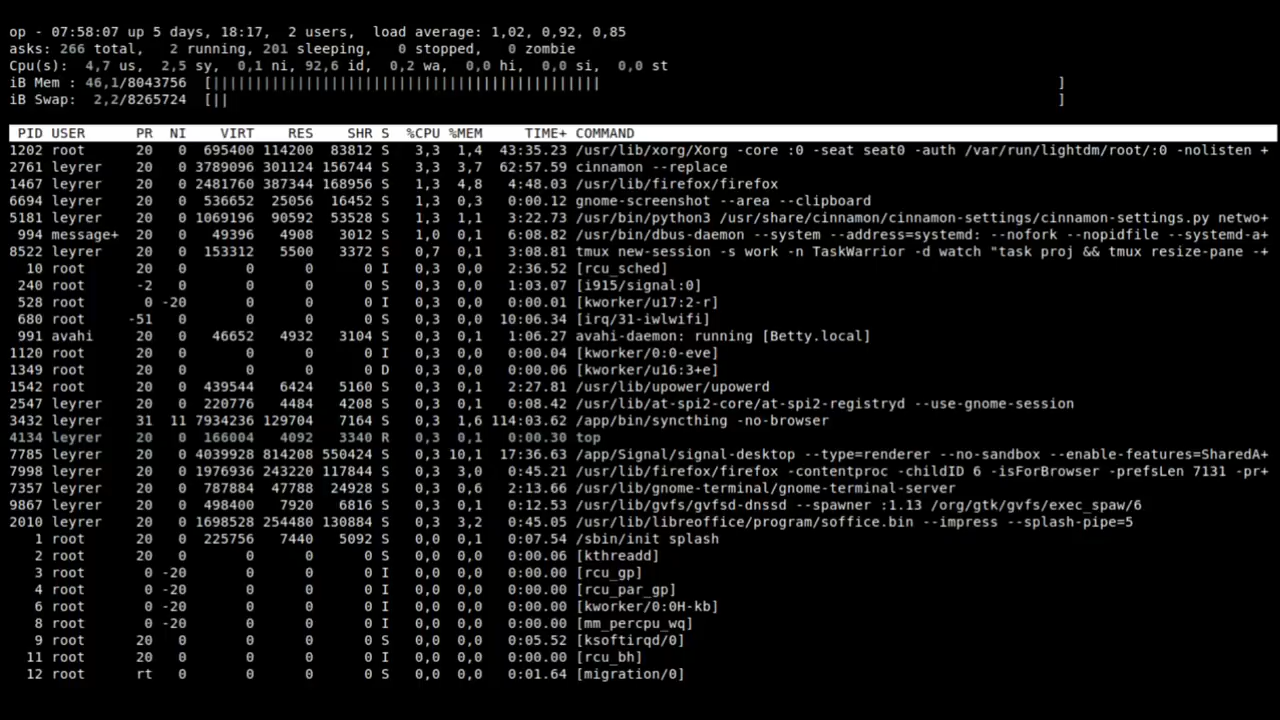 op - 07:58:07 up 5 days, 18:17,  2 users,  load average: 1,02, 0,92, 0,85
asks: 266 total,   2 running, 201 sleeping,   0 stopped,   0 zombie
Cpu(s):  4,7 us,  2,5 sy,  0,1 ni, 92,6 id,  0,2 wa,  0,0 hi,  0,0 si,  0,0 st
iB Mem : 46,1/8043756  [||||||||||||||||||||||||||||||||||||||||||||||                                                       ]
iB Swap:  2,2/8265724  [||                                                                                                   ]
PID USER      PR  NI    VIRT    RES    SHR S  %CPU %MEM     TIME+ COMMAND
1202 root      20   0  695400 114200  83812 S   3,3  1,4  43:35.23 /usr/lib/xorg/Xorg -core :0 -seat seat0 -auth /var/run/lightdm/root/:0 -nolisten +
2761 leyrer    20   0 3789096 301124 156744 S   3,3  3,7  62:57.59 cinnamon --replace
1467 leyrer    20   0 2481760 387344 168956 S   1,3  4,8   4:48.03 /usr/lib/firefox/firefox
6694 leyrer    20   0  536652  25056  16452 S   1,3  0,3   0:00.12 gnome-screenshot --area --clipboard
5181 leyrer    20   0 1069196  90592  53528 S   1,3  1,1   3:22.73 /usr/bin/python3 /usr/share/cinnamon/cinnamon-settings/cinnamon-settings.py netwo+
994 message+  20   0   49396   4908   3012 S   1,0  0,1   6:08.82 /usr/bin/dbus-daemon --system --address=systemd: --nofork --nopidfile --systemd-a+
8522 leyrer    20   0  153312   5500   3372 S   0,7  0,1   3:08.81 tmux new-session -s work -n TaskWarrior -d watch "task proj && tmux resize-pane -+
10 root      20   0       0      0      0 I   0,3  0,0   2:36.52 [rcu_sched]
240 root      -2   0       0      0      0 S   0,3  0,0   1:03.07 [i915/signal:0]
528 root       0 -20       0      0      0 I   0,3  0,0   0:00.01 [kworker/u17:2-r]
680 root     -51   0       0      0      0 S   0,3  0,0  10:06.34 [irq/31-iwlwifi]
991 avahi     20   0   46652   4932   3104 S   0,3  0,1   1:06.27 avahi-daemon: running [Betty.local]
1120 root      20   0       0      0      0 I   0,3  0,0   0:00.04 [kworker/0:0-eve]
1349 root      20   0       0      0      0 D   0,3  0,0   0:00.06 [kworker/u16:3+e]
1542 root      20   0  439544   6424   5160 S   0,3  0,1   2:27.81 /usr/lib/upower/upowerd
2547 leyrer    20   0  220776   4484   4208 S   0,3  0,1   0:08.42 /usr/lib/at-spi2-core/at-spi2-registryd --use-gnome-session
3432 leyrer    31  11 7934236 129704   7164 S   0,3  1,6 114:03.62 /app/bin/syncthing -no-browser
4134 leyrer    20   0  166004   4092   3340 R   0,3  0,1   0:00.30 top
7785 leyrer    20   0 4039928 814208 550424 S   0,3 10,1  17:36.63 /app/Signal/signal-desktop --type=renderer --no-sandbox --enable-features=SharedA+
7998 leyrer    20   0 1976936 243220 117844 S   0,3  3,0   0:45.21 /usr/lib/firefox/firefox -contentproc -childID 6 -isForBrowser -prefsLen 7131 -pr+
7357 leyrer    20   0  787884  47788  24928 S   0,3  0,6   2:13.66 /usr/lib/gnome-terminal/gnome-terminal-server
9867 leyrer    20   0  498400   7920   6816 S   0,3  0,1   0:12.53 /usr/lib/gvfs/gvfsd-dnssd --spawner :1.13 /org/gtk/gvfs/exec_spaw/6
2010 leyrer    20   0 1698528 254480 130884 S   0,3  3,2   0:45.05 /usr/lib/libreoffice/program/soffice.bin --impress --splash-pipe=5
1 root      20   0  225756   7440   5092 S   0,0  0,1   0:07.54 /sbin/init splash
2 root      20   0       0      0      0 S   0,0  0,0   0:00.06 [kthreadd]
3 root       0 -20       0      0      0 I   0,0  0,0   0:00.00 [rcu_gp]
4 root       0 -20       0      0      0 I   0,0  0,0   0:00.00 [rcu_par_gp]
6 root       0 -20       0      0      0 I   0,0  0,0   0:00.00 [kworker/0:0H-kb]
8 root       0 -20       0      0      0 I   0,0  0,0   0:00.00 [mm_percpu_wq]
9 root      20   0       0      0      0 S   0,0  0,0   0:05.52 [ksoftirqd/0]
11 root      20   0       0      0      0 I   0,0  0,0   0:00.00 [rcu_bh]
12 root      rt   0       0      0      0 S   0,0  0,0   0:01.64 [migration/0]